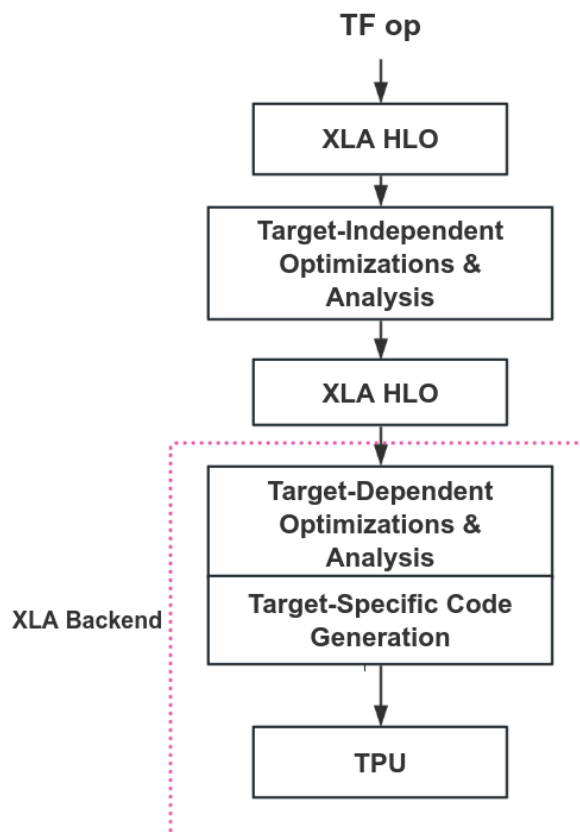 TF op
XLA HLO
Target-Independent
Optimizations &
Analysis
XLA HLO
Target-Dependent
Optimizations &
Analysis
XLA Backend
Target-Specific Code
Generation
TPU